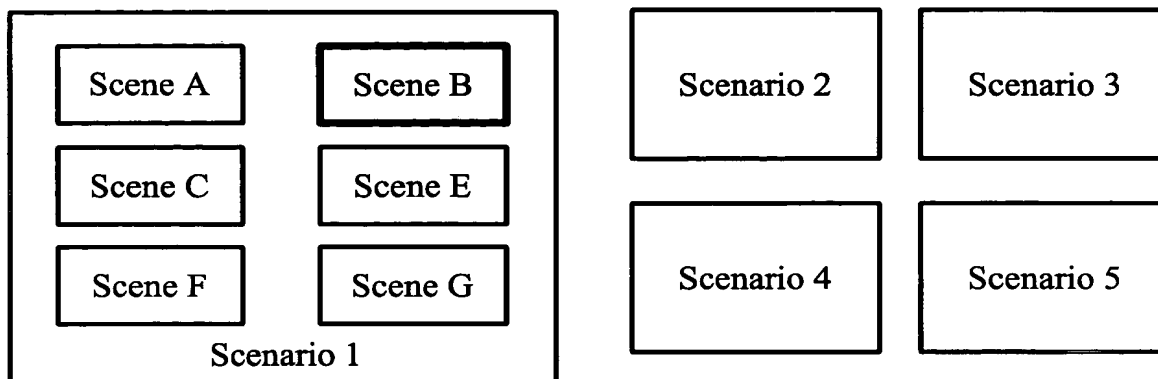 Scene A
Scene B
Scene C
Scene E
Scene F
Scene G
Scenario 1
Scenario 2
Scenario 3
Scenario 4
Scenario 5